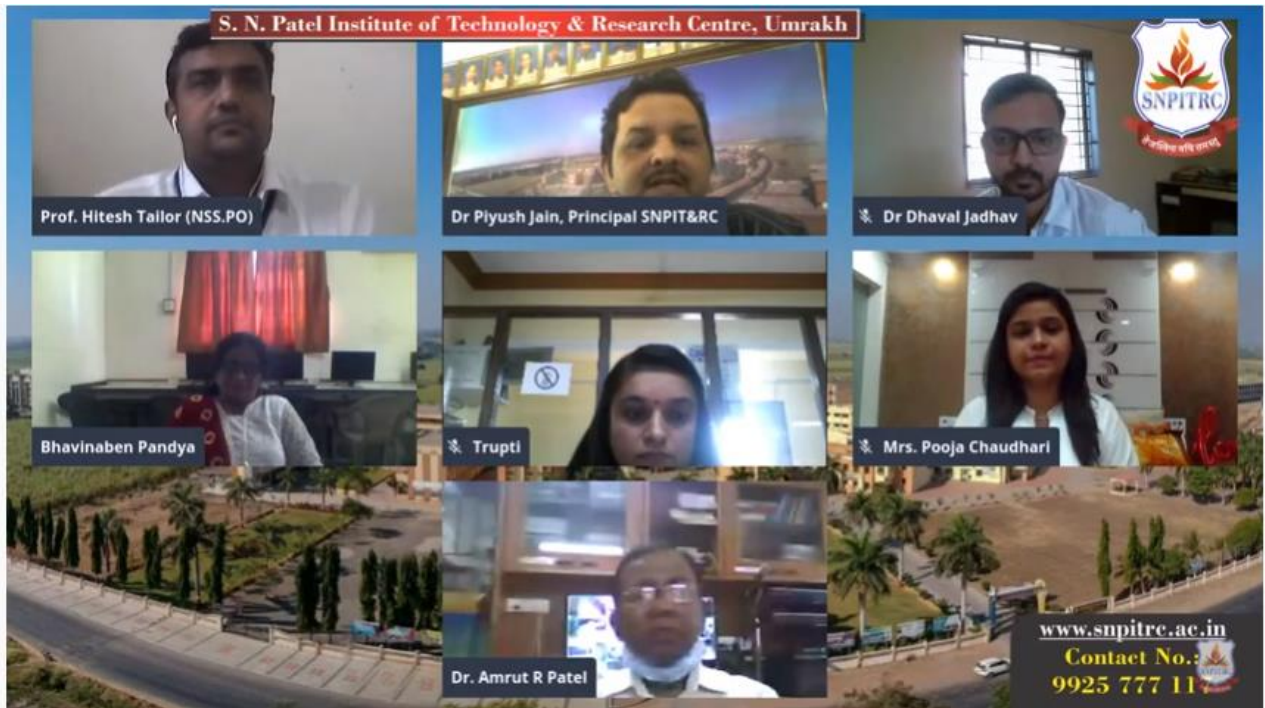 S. N. Patel Institute of Technology & Research Centre, Umrakh
SNPITRC
Prof. Hitesh Tailor (NSS.PO)
Dr Piyush Jain, Principal SNPIT&RC
Dr Dhaval Jadhav
Bhavinaben Pandya
Trupti
Mrs. Pooja Chaudhari
Dr. Amrut R Patel
www.snpitrc.ac.in
Contact No.:
9925 777 11